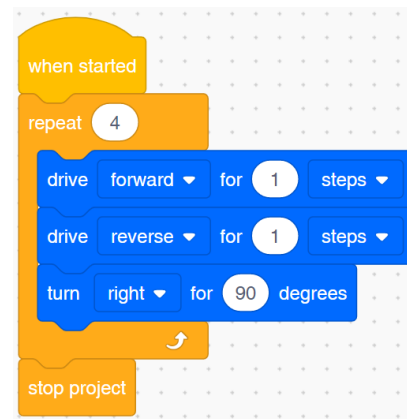 when started
repeat 4
drive forward for 1 steps
drive reverse for 1 steps
turn right for 90 degrees
stop project